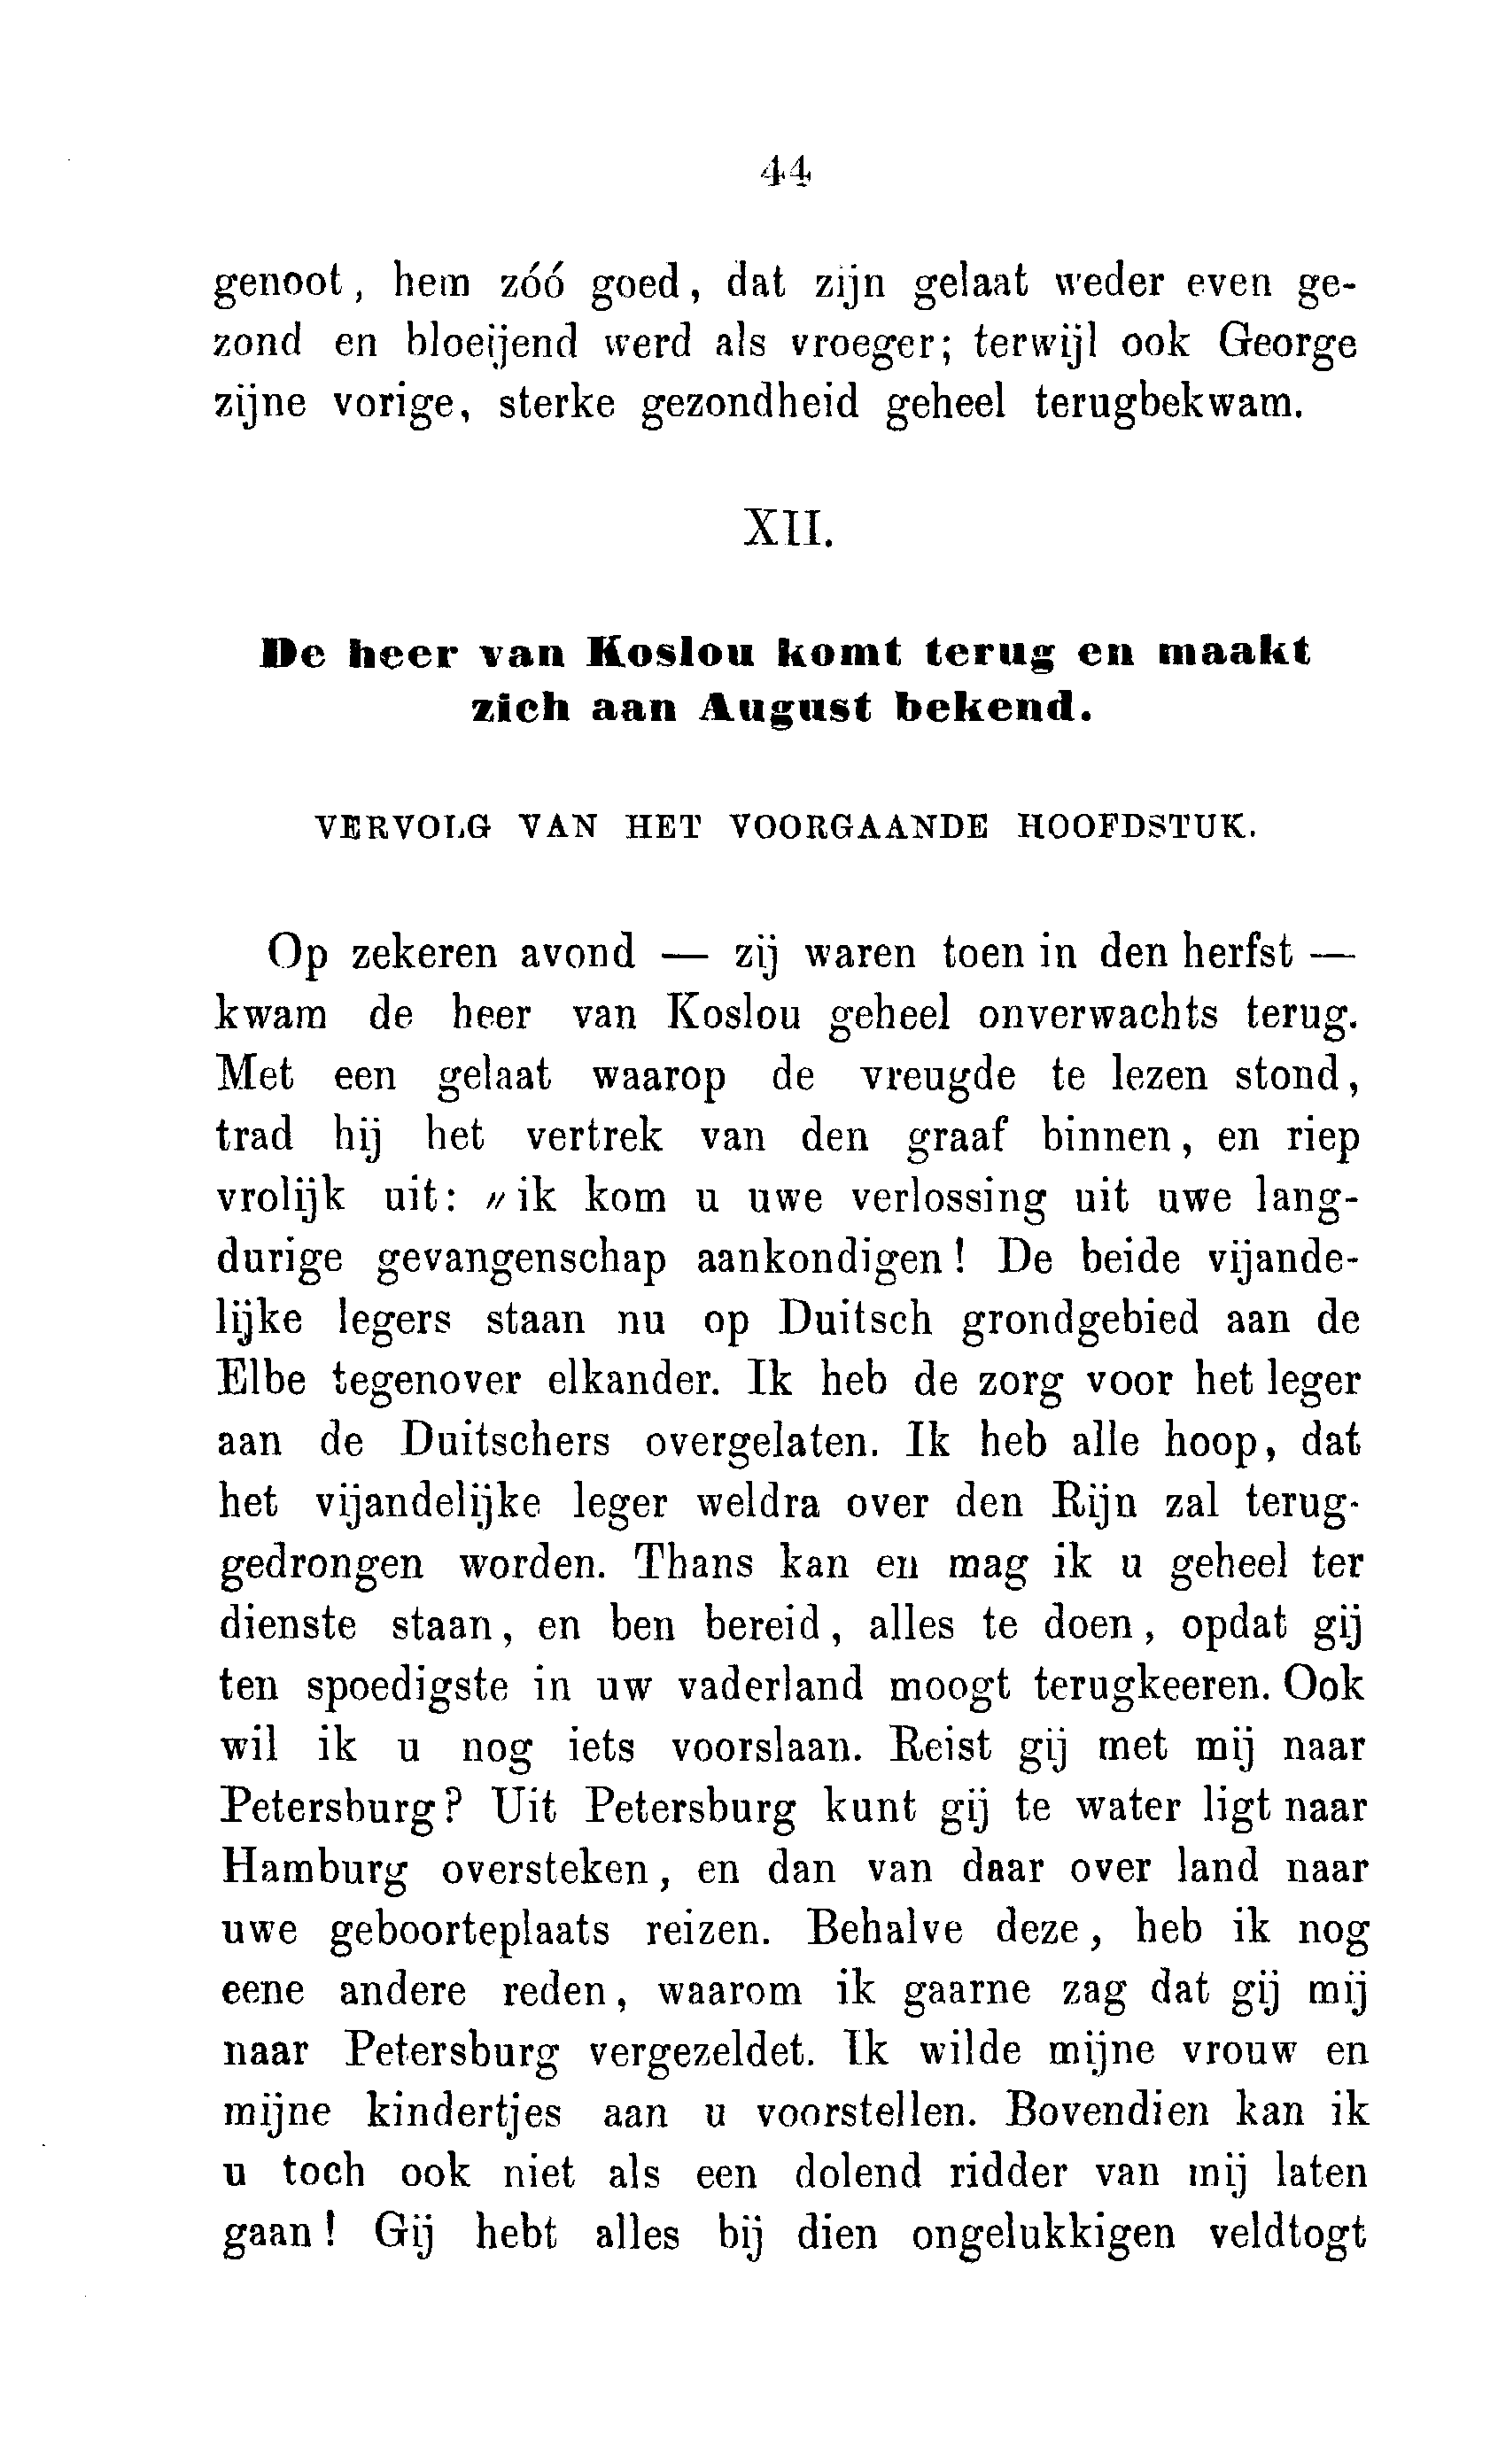 44
genoot, hem zóó goed, dat zijn gelaat weder even ge-
zond en bloeijend werd als vroeger; terwijl ook George
zijne vorige, sterke gezondheid geheel terugbekwam.
XII.
De heer van Koslou komt terug en maakt
zich aan August bekend.
VERVOLG VAN HET VOORGAANDE HOOFDSTUK.
Op zekeren avond — zij waren toen in den herfst —
kwam de heer van Koslou geheel onverwachts terug.
Met een gelaat waarop de vreugde te lezen stond,
trad hij het vertrek van den graaf binnen, en riep
vrolijk uit: „ik kom u uwe verlossing uit uwe lang-
durige gevangenschap aankondigen! De beide vijande-
lijke legers staan nu op Duitsch grondgebied aan de
Elbe tegenover elkander. Ik heb de zorg voor het leger
aan de Duitschers overgelaten. Ik heb alle hoop, dat
het vijandelijke leger weldra over den Rijn zal terug-
gedrongen worden. Thans kan en mag ik u geheel ter
dienste staan, en ben bereid, alles te doen, opdat gij
ten spoedigste in uw vaderland moogt terugkeeren. Ook
wil ik u nog iets voorslaan. Reist gij met mij naar
Petersburg? Uit Petersburg kunt gij te water ligt naar
Hamburg oversteken, en dan van daar over land naar
uwe geboorteplaats reizen. Behalve deze, heb ik nog
eene andere reden, waarom ik gaarne zag dat gij mij
naar Petersburg vergezeldet. Ik wilde mijne vrouw en
mijne kindertjes aan u voorstellen. Bovendien kan ik
u toch ook niet als een dolend ridder van mij laten
gaan! Gij hebt alles bij dien ongelukkigen veldtogt